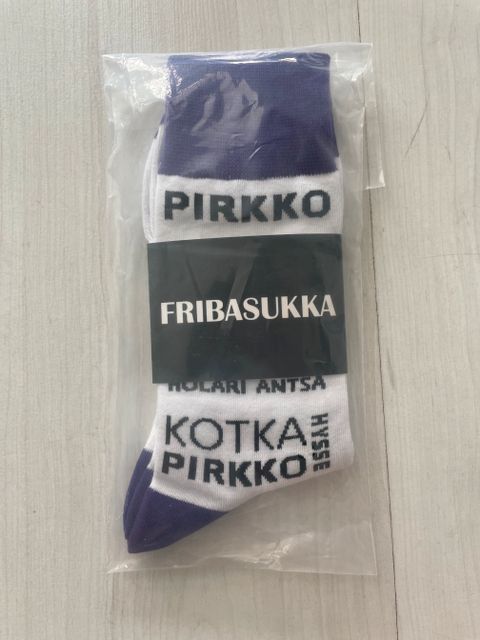 PIRKKO
FRIBASUKKA
HOLARI ANTSA
KOTKA
PIRKKO
HYSSE